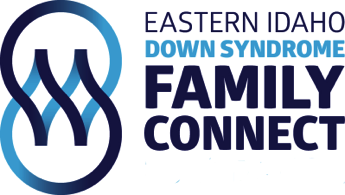 EASTERN IDAHO
DOWN SYNDROME
FAMILY
CONNECT